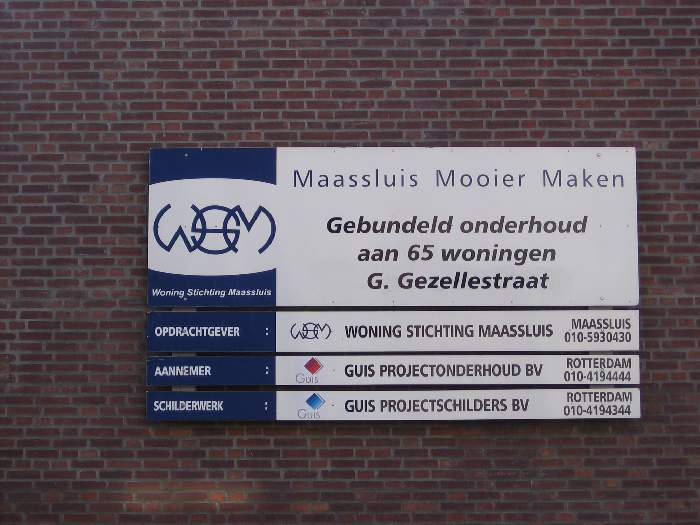 Maassluis Mooier Maken
WSM
Gebundeld onderhoud
aan 65 woningen
G. Gezellestraat
Woning Stichting Maassluis
OPDRACHTGEVER : WSM WONING STICHTING MAASSLUIS MAASSLUIS
010-5930430
AANNEMER : GUIS GUIS PROJECTONDERHOUD BV ROTTERDAM
010-4194444
SCHILDERWERK : GUIS GUIS PROJECTSCHILDERS BV ROTTERDAM
010-4194344